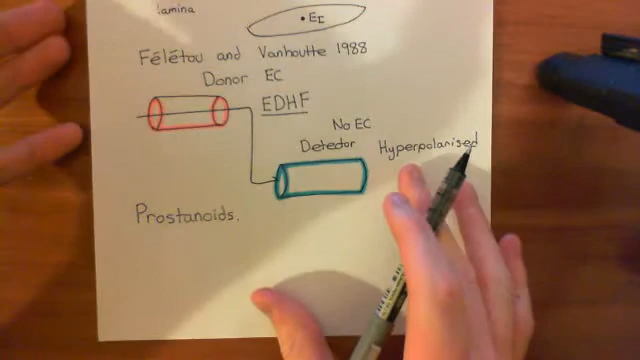 lamina
EC
Félétou and Vanhoutte 1988
Donor EC
EDHF
No EC
Detector Hyperpolarised
Prostanoids.